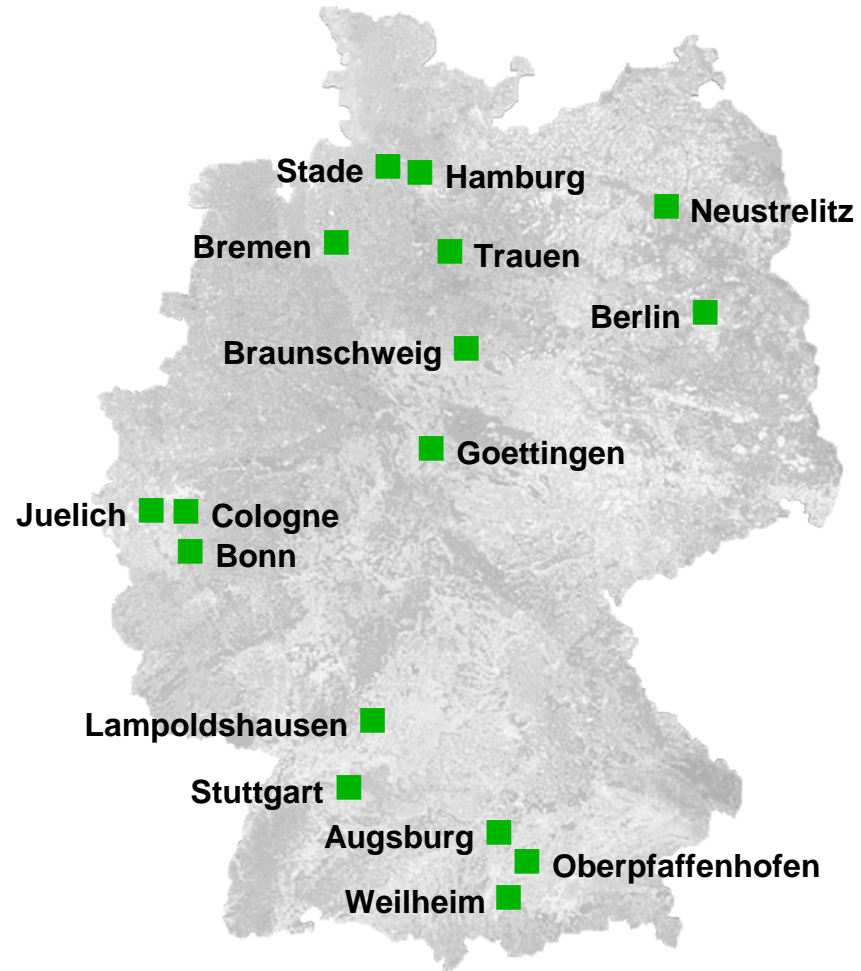 Stade
Hamburg
Neustrelitz
Bremen
Trauen
Berlin
Braunschweig
Goettingen
Juelich
Cologne
Bonn
Lampoldshausen
Stuttgart
Augsburg
Oberpfaffenhofen
Weilheim